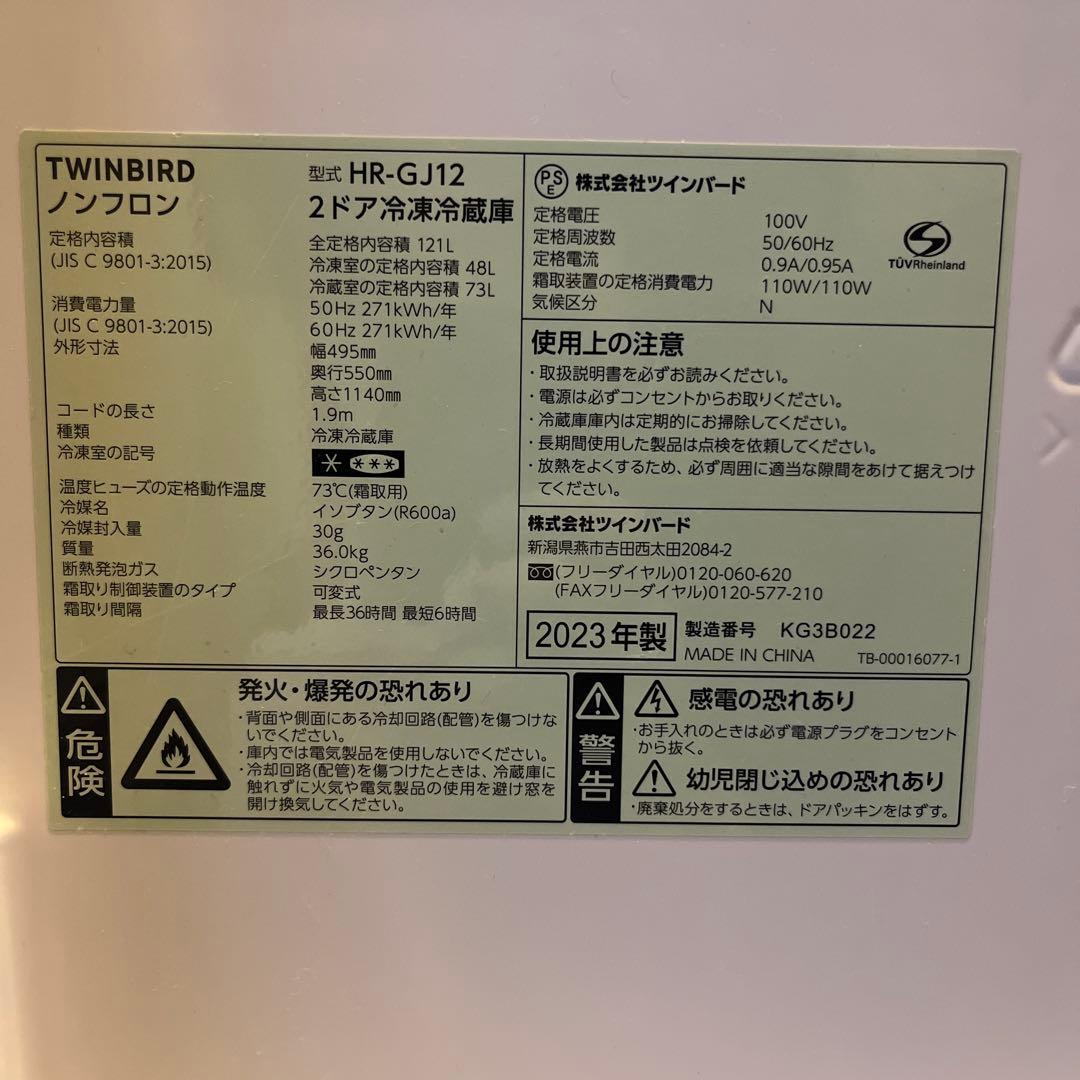 TWINBIRD
ノンフロン
型式 HR-GJ12
2ドア冷凍冷蔵庫
定格内容積
(JIS C 9801-3:2015)
全定格内容積 121L
冷凍室の定格内容積 48L
冷蔵室の定格内容積 73L
消費電力量
(JIS C 9801-3:2015)
50Hz 271kWh/年
60Hz 271kWh/年
外形寸法
幅495mm
奥行550mm
高さ1140mm
コードの長さ 1.9m
種類 冷凍冷蔵庫
冷凍室の記号
温度ヒューズの定格動作温度 73℃(霜取用)
冷媒名 イソブタン(R600a)
冷媒封入量 30g
質量 36.0kg
断熱発泡ガス シクロペンタン
霜取り制御装置のタイプ 可変式
霜取り間隔 最長36時間 最短6時間
PSE 株式会社ツインバード
定格電圧 100V
定格周波数 50/60Hz
定格電流 0.9A/0.95A
霜取装置の定格消費電力 110W/110W
気候区分 N
TÜVRheinland
使用上の注意
・取扱説明書を必ずお読みください。
・電源は必ずコンセントからお取りください。
・冷蔵庫庫内は定期的にお掃除してください。
・長期間使用した製品は点検を依頼してください。
・放熱をよくするため、必ず周囲に適当な隙間をあけて据えつけ
てください。
株式会社ツインバード
新潟県燕市吉田西太田2084-2
(フリーダイヤル)0120-060-620
(FAXフリーダイヤル)0120-577-210
2023年製 製造番号 KG3B022
MADE IN CHINA TB-00016077-1
危険
発火・爆発の恐れあり
・背面や側面にある冷却回路(配管)を傷つけな
いでください。
・庫内では電気製品を使用しないでください。
・冷却回路(配管)を傷つけたときは、冷蔵庫に
触れずに火気や電気製品の使用を避け窓を
開け換気してください。
警告
感電の恐れあり
・お手入れのときは必ず電源プラグをコンセント
から抜く。
幼児閉じ込めの恐れあり
・廃棄処分をするときは、ドアパッキンをはずす。